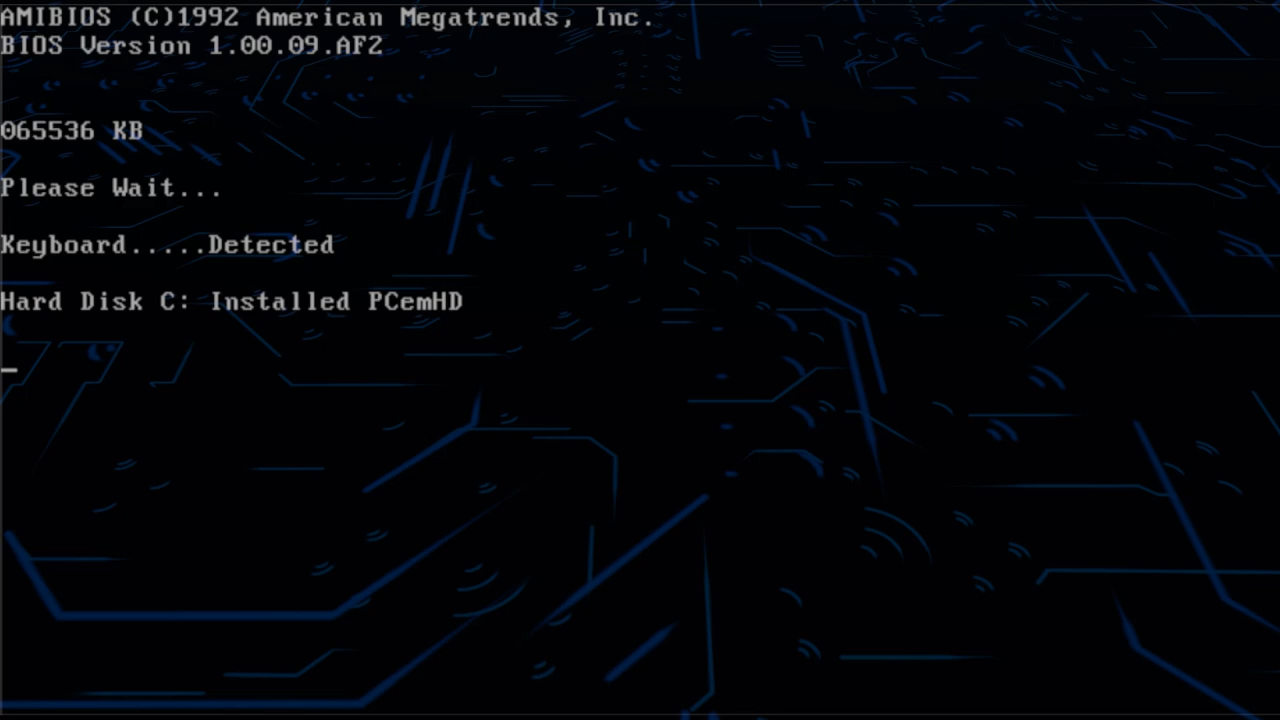 AMIBIOS (C)1992 American Megatrends, Inc.
BIOS Version 1.00.09.AF2
065536 KB
Please Wait...
Keyboard.....Detected
Hard Disk C: Installed PCemHD
_